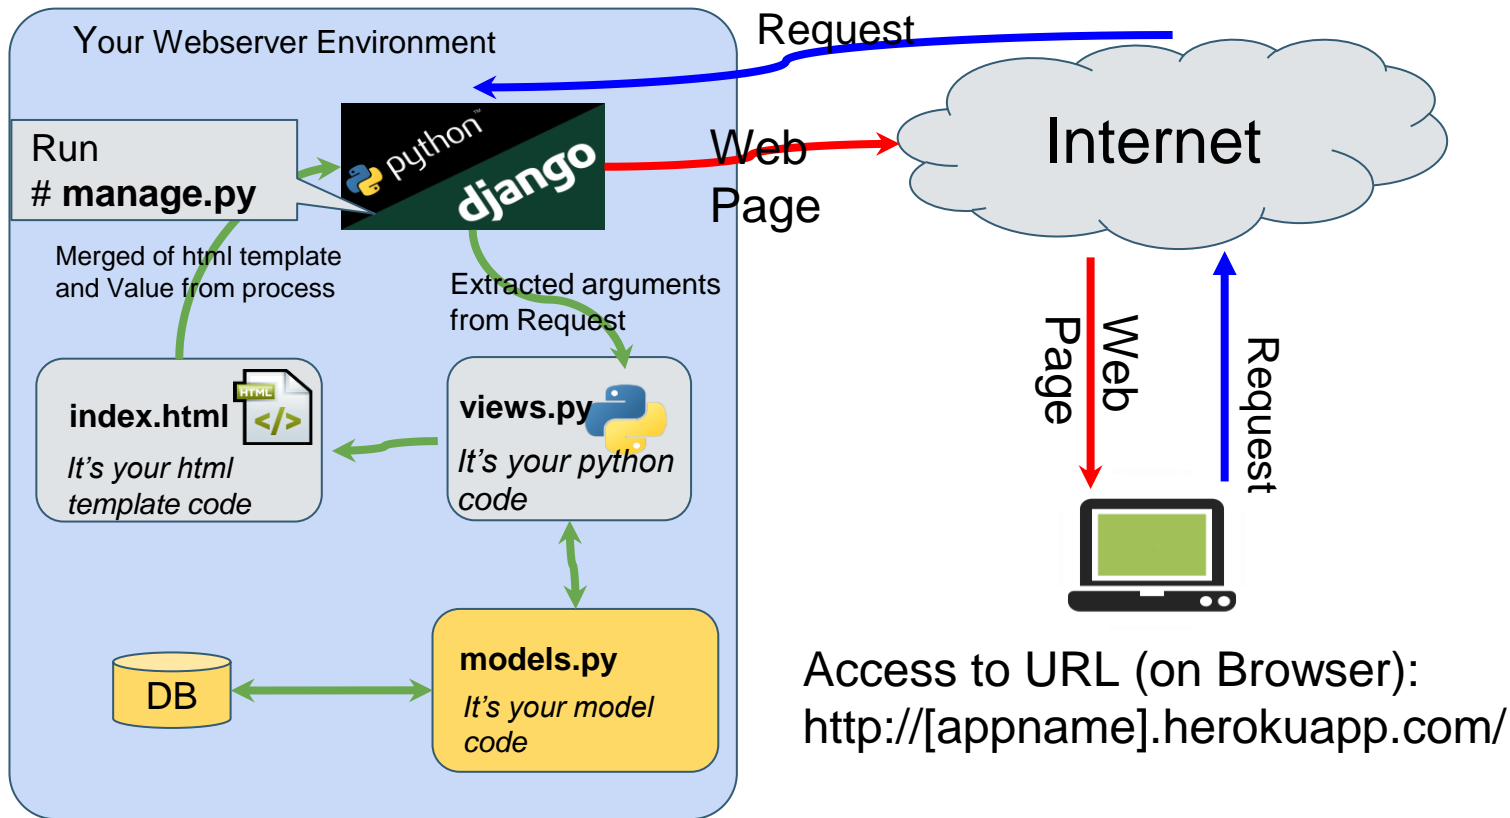 Your Webserver Environment
Request
Run
# manage.py
python™
django
Web
Page
Internet
Merged of html template
and Value from process
Extracted arguments
from Request
Web
Page
Request
index.html
HTML
</>
It’s your html
template code
views.py
It’s your python
code
models.py
It’s your model
code
DB
Access to URL (on Browser):
http://[appname].herokuapp.com/